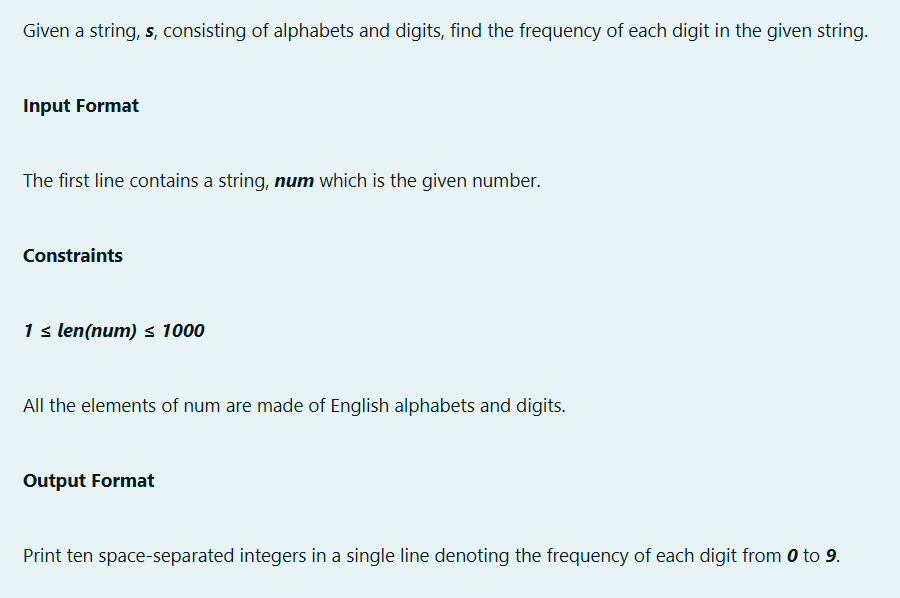 Given a string, s, consisting of alphabets and digits, find the frequency of each digit in the given string.
Input Format
The first line contains a string, num which is the given number.
Constraints
1 ≤ len(num) ≤ 1000
All the elements of num are made of English alphabets and digits.
Output Format
Print ten space-separated integers in a single line denoting the frequency of each digit from 0 to 9.